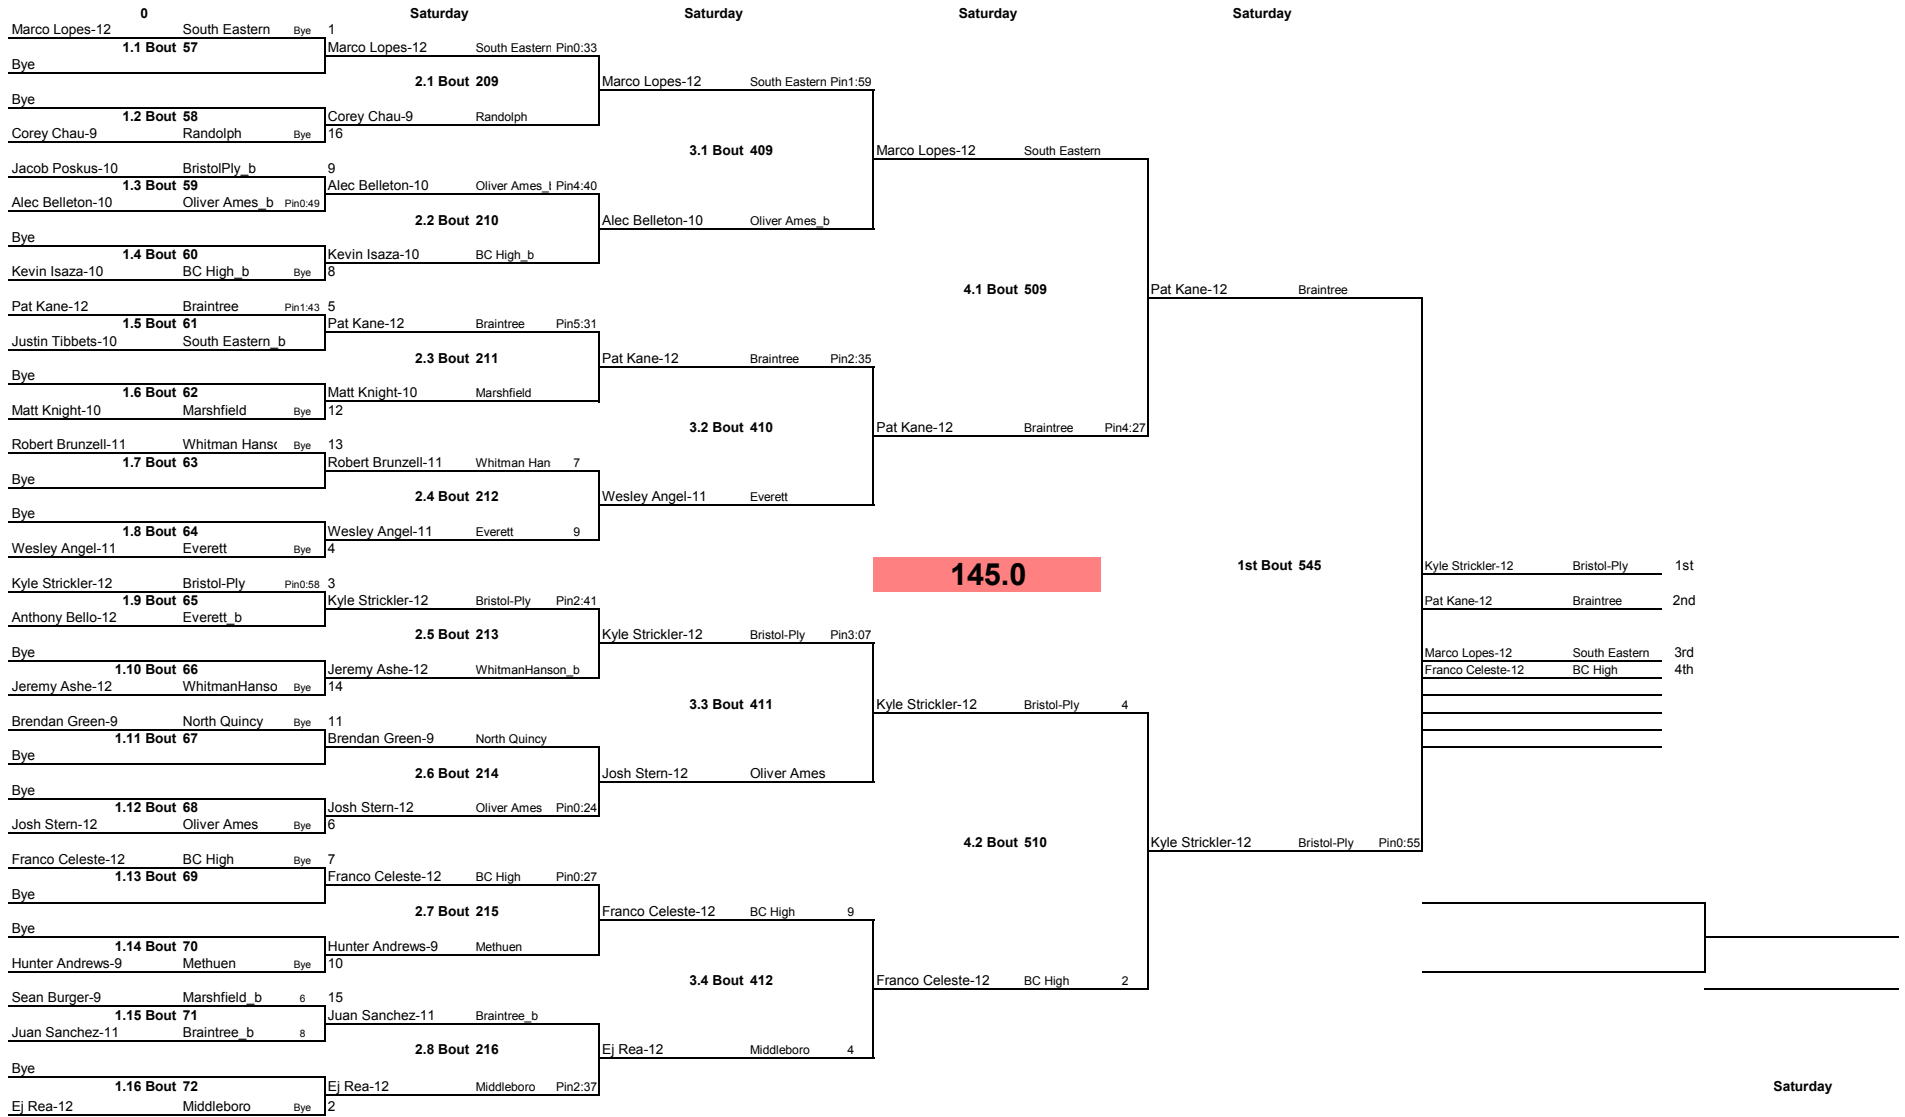 0 Saturday Saturday Saturday Saturday
Marco Lopes-12 South Eastern Bye 1
1.1 Bout 57 Marco Lopes-12 South Eastern Pin0:33
Bye
2.1 Bout 209 Marco Lopes-12 South Eastern Pin1:59
Bye
1.2 Bout 58 Corey Chau-9 Randolph
Corey Chau-9 Randolph Bye 16
3.1 Bout 409 Marco Lopes-12 South Eastern
Jacob Poskus-10 BristolPly_b 9
1.3 Bout 59 Alec Belleton-10 Oliver Ames_ Pin4:40
Alec Belleton-10 Oliver Ames_b Pin0:49
2.2 Bout 210 Alec Belleton-10 Oliver Ames_b
Bye
1.4 Bout 60 Kevin Isaza-10 BC High_b
Kevin Isaza-10 BC High_b Bye 8
4.1 Bout 509 Pat Kane-12 Braintree
Pat Kane-12 Braintree Pin1:43 5
1.5 Bout 61 Pat Kane-12 Braintree Pin5:31
Justin Tibbets-10 South Eastern_b
2.3 Bout 211 Pat Kane-12 Braintree Pin2:35
Bye
1.6 Bout 62 Matt Knight-10 Marshfield
Matt Knight-10 Marshfield Bye 12
3.2 Bout 410 Pat Kane-12 Braintree Pin4:27
Robert Brunzell-11 Whitman Hans Bye 13
1.7 Bout 63 Robert Brunzell-11 Whitman Han 7
Bye
2.4 Bout 212 Wesley Angel-11 Everett
Bye
1.8 Bout 64 Wesley Angel-11 Everett 9
Wesley Angel-11 Everett Bye 4
145.0 1st Bout 545 Kyle Strickler-12 Bristol-Ply 1st
Kyle Strickler-12 Bristol-Ply Pin0:58 3
1.9 Bout 65 Kyle Strickler-12 Bristol-Ply Pin2:41 Pat Kane-12 Braintree 2nd
Anthony Bello-12 Everett_b
2.5 Bout 213 Kyle Strickler-12 Bristol-Ply Pin3:07
Bye Marco Lopes-12 South Eastern 3rd
1.10 Bout 66 Jeremy Ashe-12 WhitmanHanson_b Franco Celeste-12 BC High 4th
Jeremy Ashe-12 WhitmanHanso Bye 14
3.3 Bout 411 Kyle Strickler-12 Bristol-Ply 4
Brendan Green-9 North Quincy Bye 11
1.11 Bout 67 Brendan Green-9 North Quincy
Bye
2.6 Bout 214 Josh Stern-12 Oliver Ames
Bye
1.12 Bout 68 Josh Stern-12 Oliver Ames Pin0:24
Josh Stern-12 Oliver Ames Bye 6
4.2 Bout 510 Kyle Strickler-12 Bristol-Ply Pin0:55
Franco Celeste-12 BC High Bye 7
1.13 Bout 69 Franco Celeste-12 BC High Pin0:27
Bye
2.7 Bout 215 Franco Celeste-12 BC High 9
Bye
1.14 Bout 70 Hunter Andrews-9 Methuen
Hunter Andrews-9 Methuen Bye 10
3.4 Bout 412 Franco Celeste-12 BC High 2
Sean Burger-9 Marshfield_b 6 15
1.15 Bout 71 Juan Sanchez-11 Braintree_b
Juan Sanchez-11 Braintree_b 8
2.8 Bout 216 Ej Rea-12 Middleboro 4
Bye
1.16 Bout 72 Ej Rea-12 Middleboro Pin2:37 Saturday
Ej Rea-12 Middleboro Bye 2